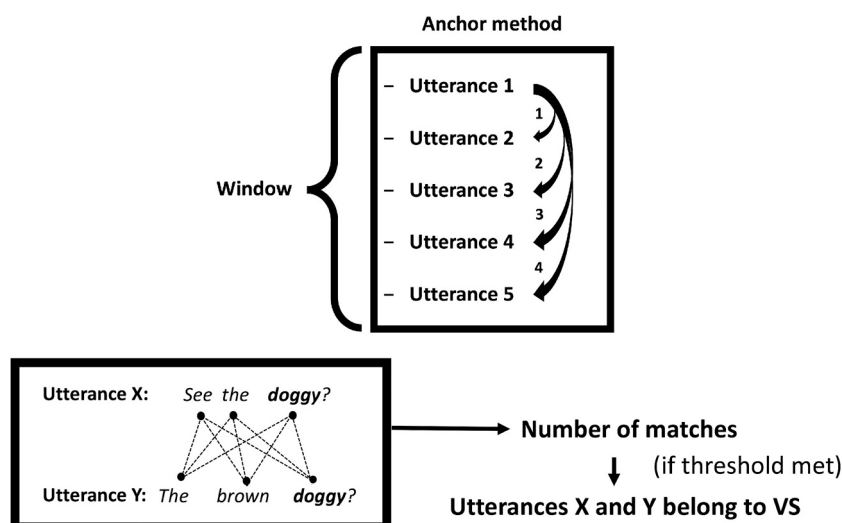 Anchor method
– Utterance 1
1
– Utterance 2
2
Window
– Utterance 3
3
– Utterance 4
4
– Utterance 5
Utterance X: See the doggy?
Number of matches
(if threshold met)
Utterance Y: The brown doggy?
Utterances X and Y belong to VS